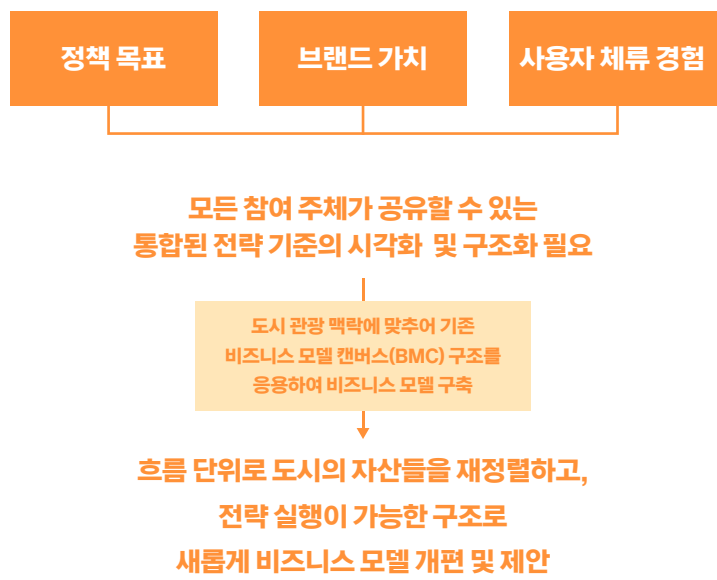 정책 목표
브랜드 가치
사용자 체류 경험
모든 참여 주체가 공유할 수 있는
통합된 전략 기준의 시각화 및 구조화 필요
도시 관광 맥락에 맞추어 기존
비즈니스 모델 캔버스(BMC) 구조를
응용하여 비즈니스 모델 구축
흐름 단위로 도시의 자산들을 재정렬하고,
전략 실행이 가능한 구조로
새롭게 비즈니스 모델 개편 및 제안